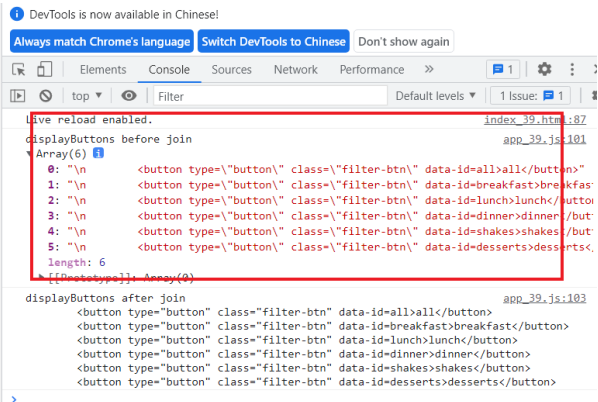 DevTools is now available in Chinese!
Always match Chrome's language Switch DevTools to Chinese Don't show again
Elements Console Sources Network Performance » 1
top ▼ Filter Default levels ▼ 1 Issue: 1
Live reload enabled. index_39.html:87
displayButtons before join app_39.js:101
▼Array(6) i
0: "\n      <button type=\"button\" class=\"filter-btn\" data-id=all>all</button>"
1: "\n      <button type=\"button\" class=\"filter-btn\" data-id=breakfast>breakfas
2: "\n      <button type=\"button\" class=\"filter-btn\" data-id=lunch>lunch</button
3: "\n      <button type=\"button\" class=\"filter-btn\" data-id=dinner>dinner</but
4: "\n      <button type=\"button\" class=\"filter-btn\" data-id=shakes>shakes</but
5: "\n      <button type=\"button\" class=\"filter-btn\" data-id=desserts>desserts<
length: 6
▶[[Prototype]]: Array(0)
displayButtons after join app_39.js:103
<button type="button" class="filter-btn" data-id=all>all</button>
<button type="button" class="filter-btn" data-id=breakfast>breakfast</button>
<button type="button" class="filter-btn" data-id=lunch>lunch</button>
<button type="button" class="filter-btn" data-id=dinner>dinner</button>
<button type="button" class="filter-btn" data-id=shakes>shakes</button>
<button type="button" class="filter-btn" data-id=desserts>desserts</button>
>